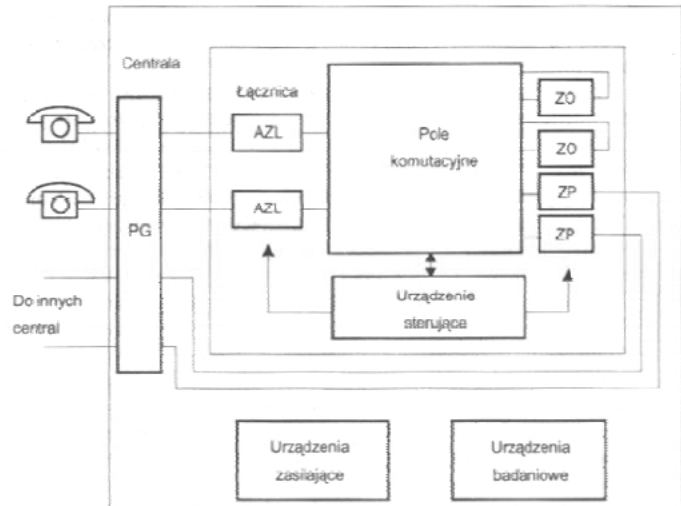 Centrala
Łącznica
AZL
Pole
komutacyjne
ZO
ZO
AZL
ZP
ZP
PG
Do innych
central
Urządzenie
sterujące
Urządzenia
zasilające
Urządzenia
badaniowe